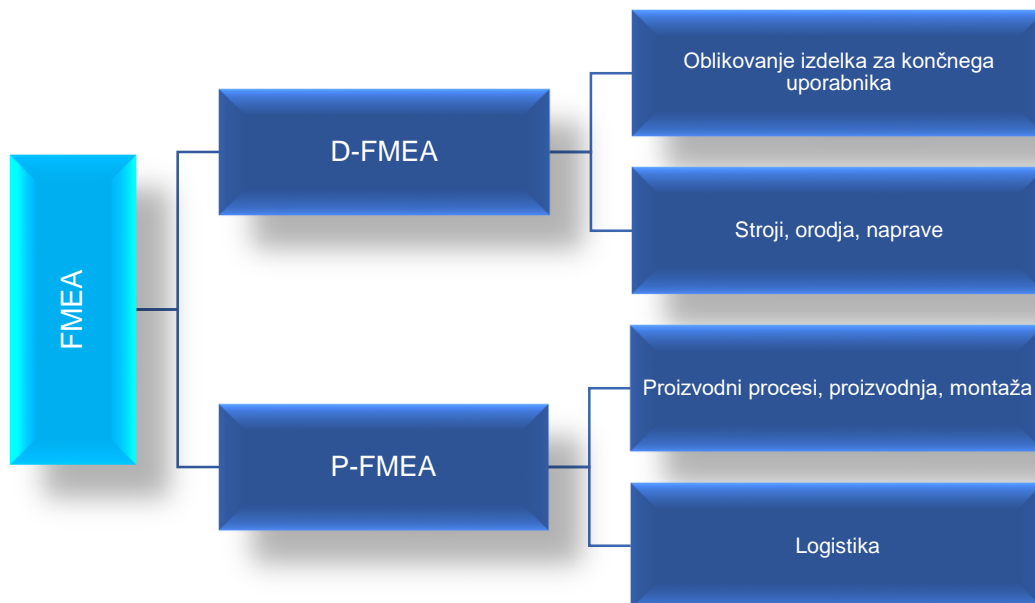 FMEA
D-FMEA
Oblikovanje izdelka za končnega
uporabnika
Stroji, orodja, naprave
P-FMEA
Proizvodni procesi, proizvodnja, montaža
Logistika